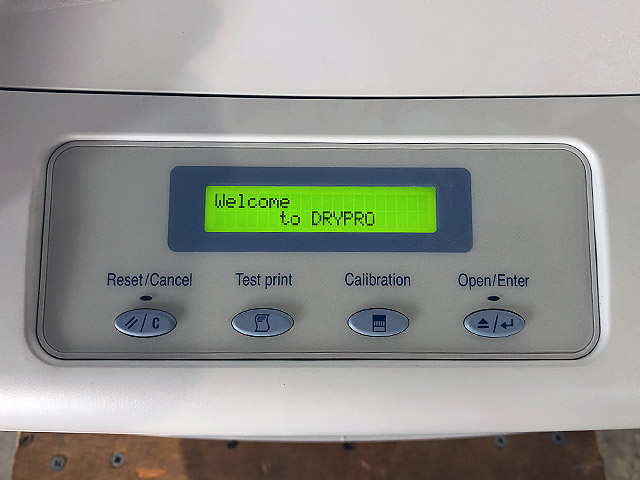 Welcome
to DRYPRO
Reset/Cancel Test print Calibration Open/Enter
/// C